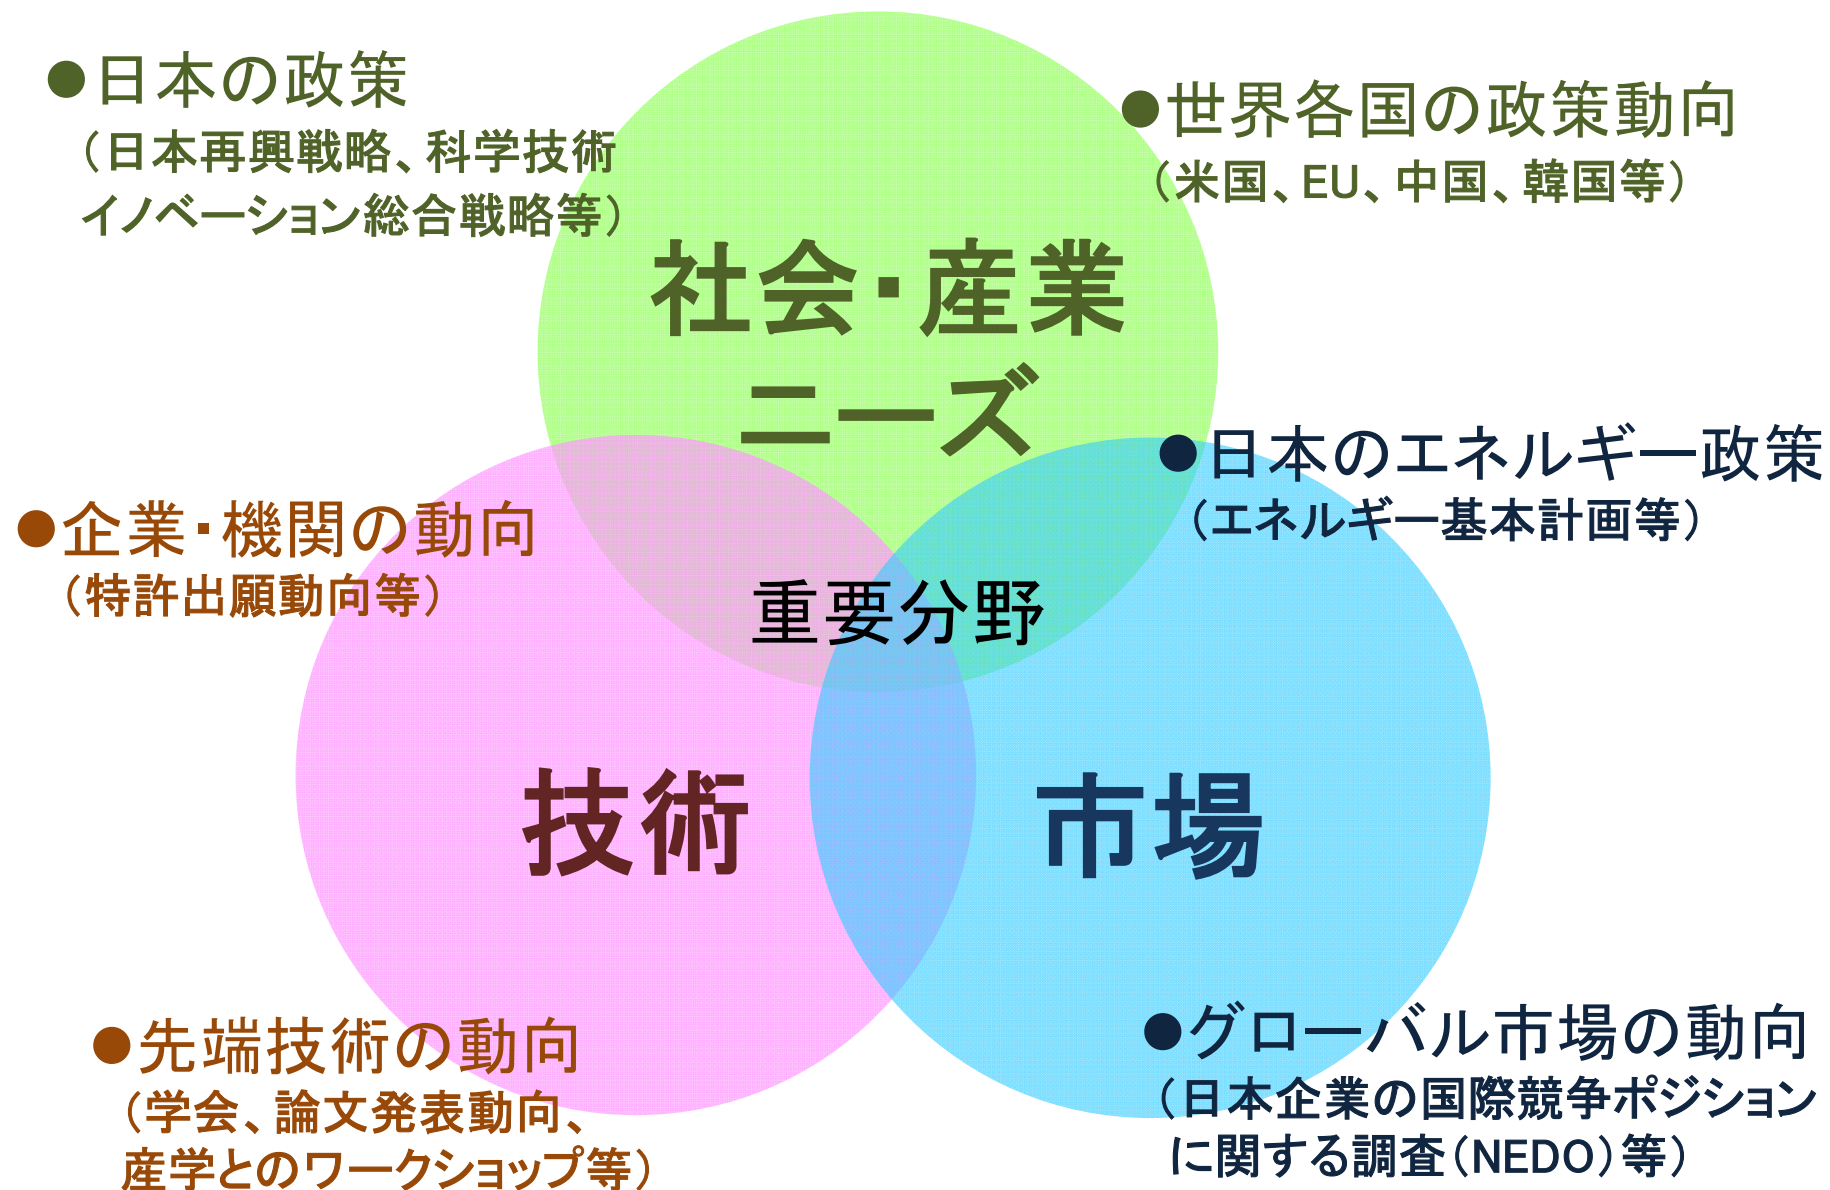 ●日本の政策
（日本再興戦略、科学技術
イノベーション総合戦略等）
●世界各国の政策動向
（米国、EU、中国、韓国等）
社会・産業
ニーズ
●日本のエネルギー政策
（エネルギー基本計画等）
●企業・機関の動向
（特許出願動向等）
重要分野
技術
市場
●先端技術の動向
（学会、論文発表動向、
産学とのワークショップ等）
●グローバル市場の動向
（日本企業の国際競争ポジション
に関する調査（NEDO）等）